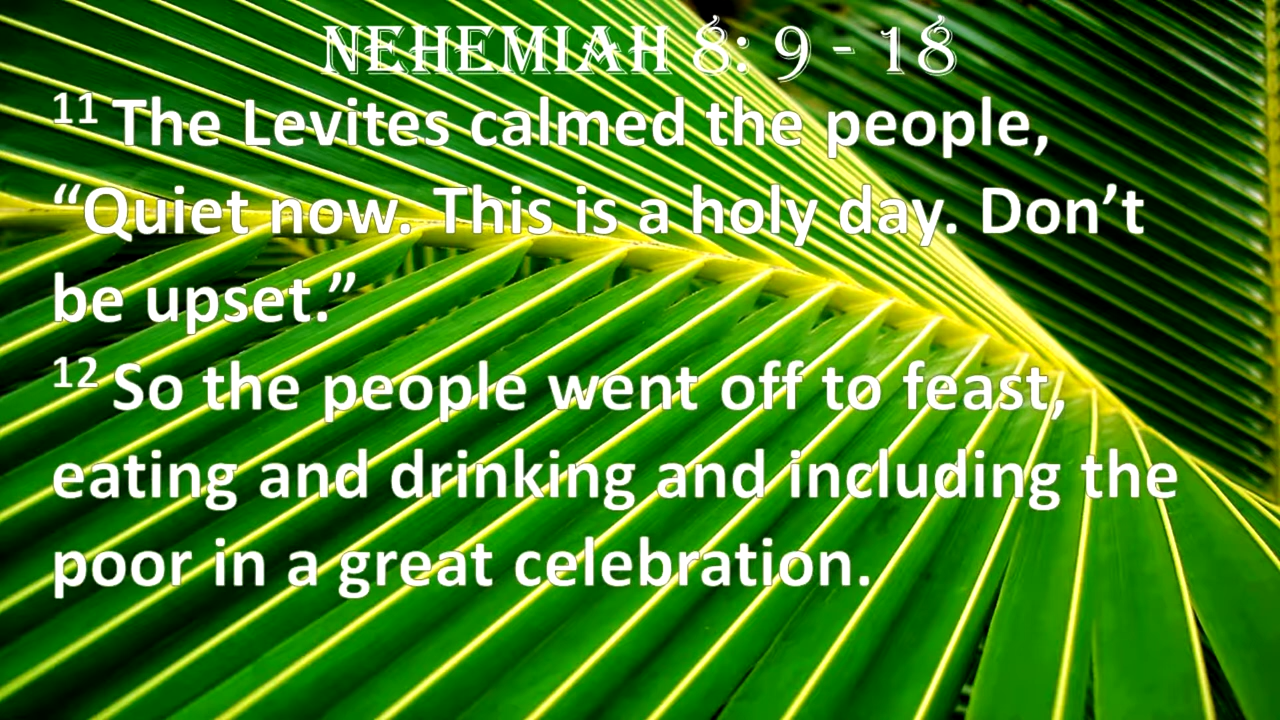 NEHEMIAH 8: 9 - 18
11 The Levites calmed the people,
“Quiet now. This is a holy day. Don’t
be upset.”
12 So the people went off to feast,
eating and drinking and including the
poor in a great celebration.